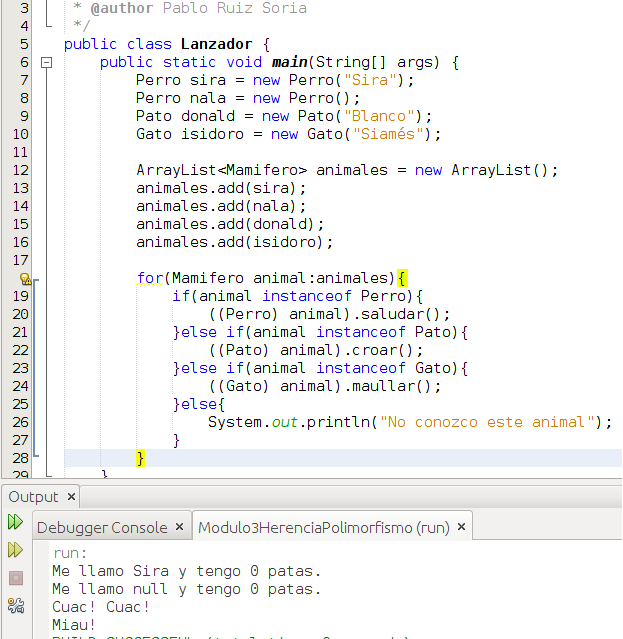 3 * @author Pablo Ruiz Soria
4 */
5 public class Lanzador {
6 public static void main(String[] args) {
7 Perro sira = new Perro("Sira");
8 Perro nala = new Perro();
9 Pato donald = new Pato("Blanco");
10 Gato isidoro = new Gato("Siamés");
11
12 ArrayList<Mamifero> animales = new ArrayList();
13 animales.add(sira);
14 animales.add(nala);
15 animales.add(donald);
16 animales.add(isidoro);
17
for(Mamifero animal:animales){
19 if(animal instanceof Perro){
20 ((Perro) animal).saludar();
21 }else if(animal instanceof Pato){
22 ((Pato) animal).croar();
23 }else if(animal instanceof Gato){
24 ((Gato) animal).maullar();
25 }else{
26 System.out.println("No conozco este animal");
27 }
28 }
29 }
Output ×
Debugger Console × Modulo3HerenciaPolimorfismo (run) ×
run:
Me llamo Sira y tengo 0 patas.
Me llamo null y tengo 0 patas.
Cuac! Cuac!
Miau!